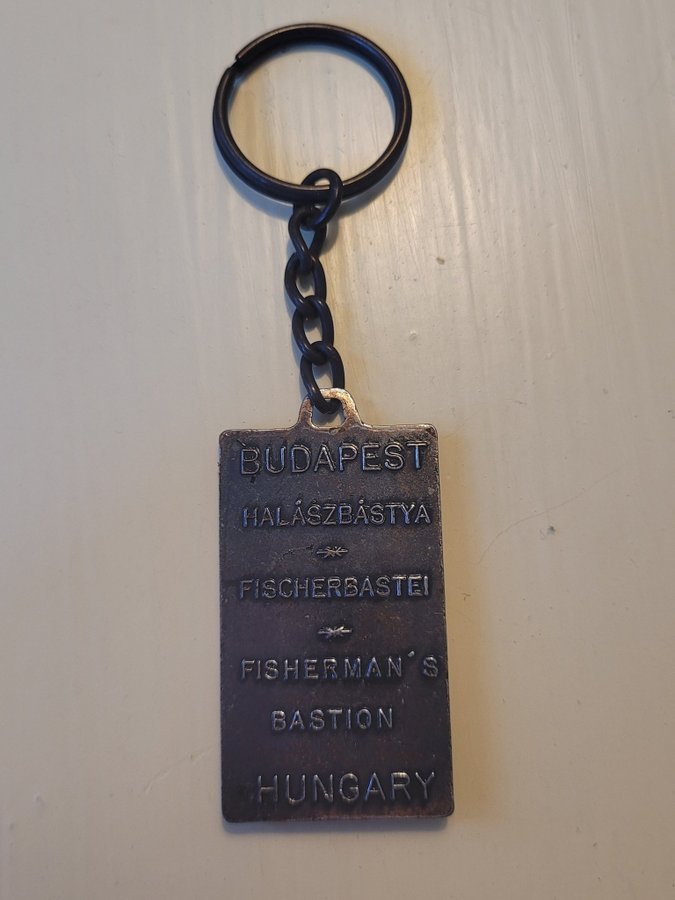 BUDAPEST
HALÁSZBÁSTYA
FISCHERBASTEI
FISHERMAN´S
BASTION
HUNGARY